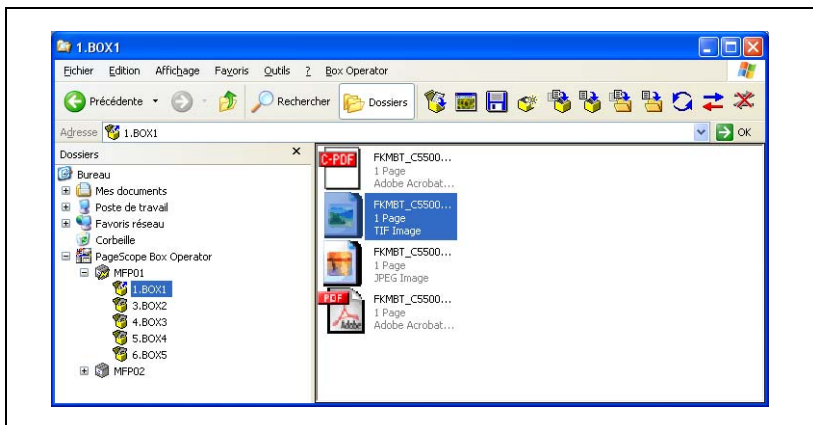 1.BOX1
Fichier Edition Affichage Favoris Outils ? Box Operator
Précédente Rechercher Dossiers
Adresse 1.BOX1 OK
Dossiers ×
Bureau
Mes documents
Poste de travail
Favoris réseau
Corbeille
PageScope Box Operator
MFP01
1.BOX1
3.BOX2
4.BOX3
5.BOX4
6.BOX5
MFP02
C-PDF
FKMBT_C5500...
1 Page
Adobe Acrobat...
FKMBT_C5500...
1 Page
TIF Image
FKMBT_C5500...
1 Page
JPEG Image
PDF
Adobe
FKMBT_C5500...
1 Page
Adobe Acrobat...